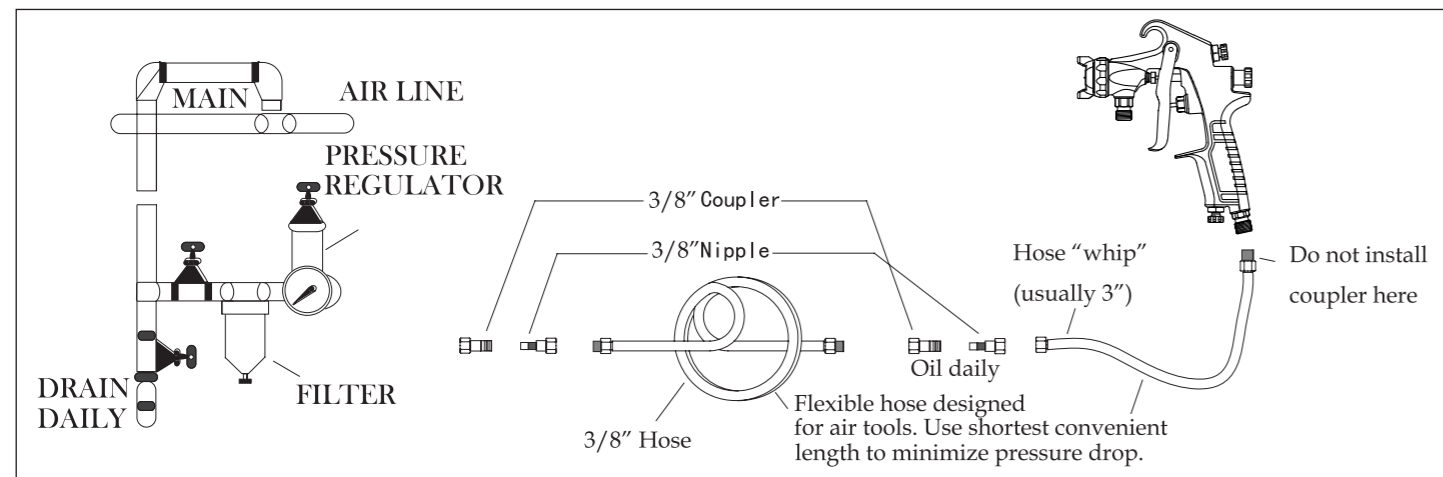 MAIN
AIR LINE
PRESSURE
REGULATOR
DRAIN
DAILY
FILTER
3/8″ Coupler
3/8″Nipple
3/8″ Hose
Oil daily
Flexible hose designed
for air tools. Use shortest convenient
length to minimize pressure drop.
Hose “whip”
(usually 3″)
Do not install
coupler here